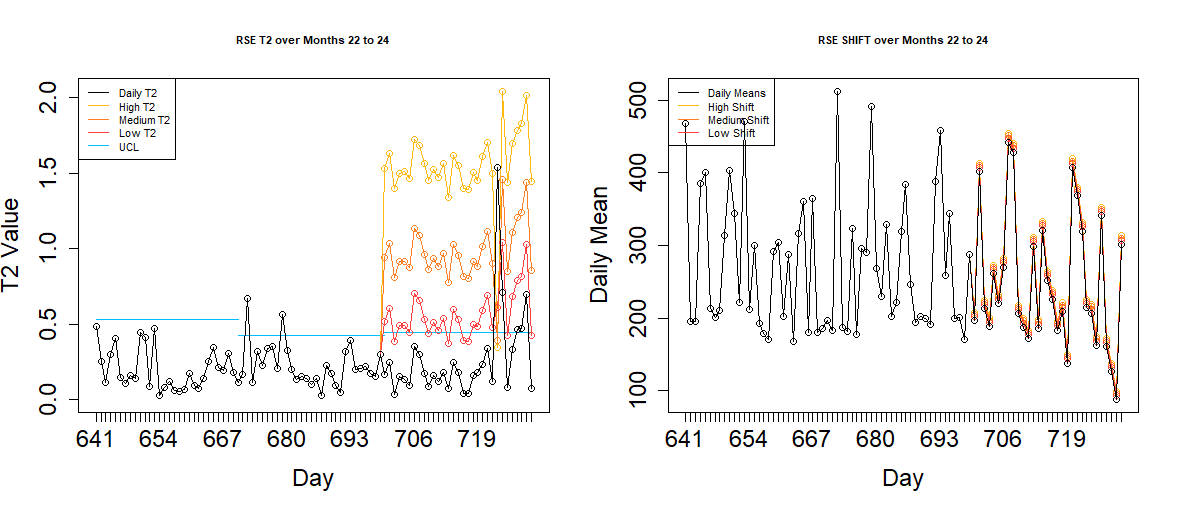 RSE T2 over Months 22 to 24
Daily T2
High T2
Medium T2
Low T2
UCL
T2 Value
0.0
0.5
1.0
1.5
2.0
641 654 667 680 693 706 719
Day
RSE SHIFT over Months 22 to 24
Daily Means
High Shift
Medium Shift
Low Shift
Daily Mean
100
200
300
400
500
641 654 667 680 693 706 719
Day